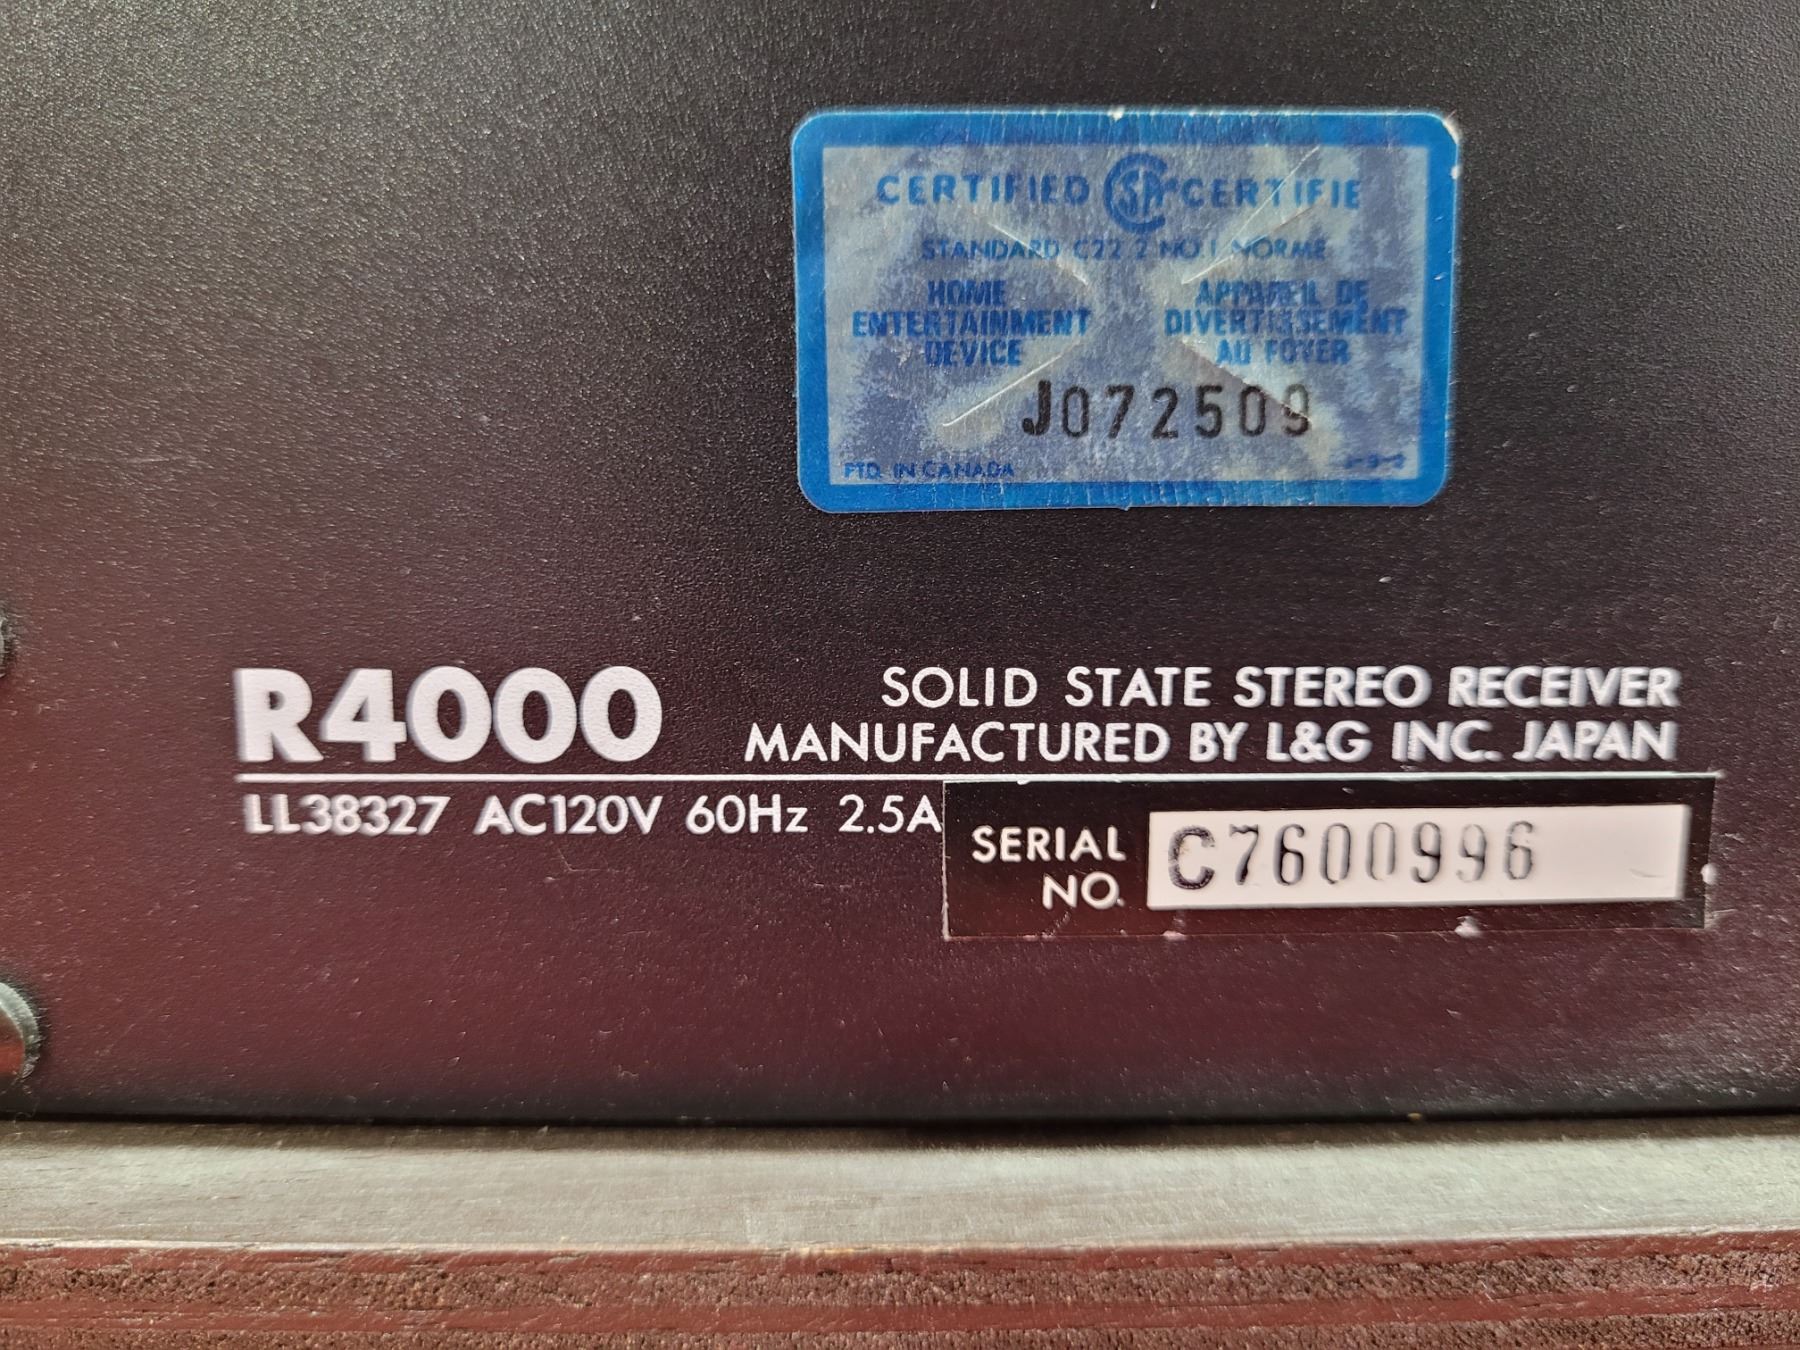 CERTIFIED CSA CERTIFIE
STANDARD C22 2 NO 1 NORME
HOME ENTERTAINMENT DEVICE
APPAREIL DE DIVERTISSEMENT AU FOYER
J072509
PTD. IN CANADA
R4000
SOLID STATE STEREO RECEIVER
MANUFACTURED BY L&G INC. JAPAN
LL38327 AC120V 60Hz 2.5A
SERIAL NO. C7600996